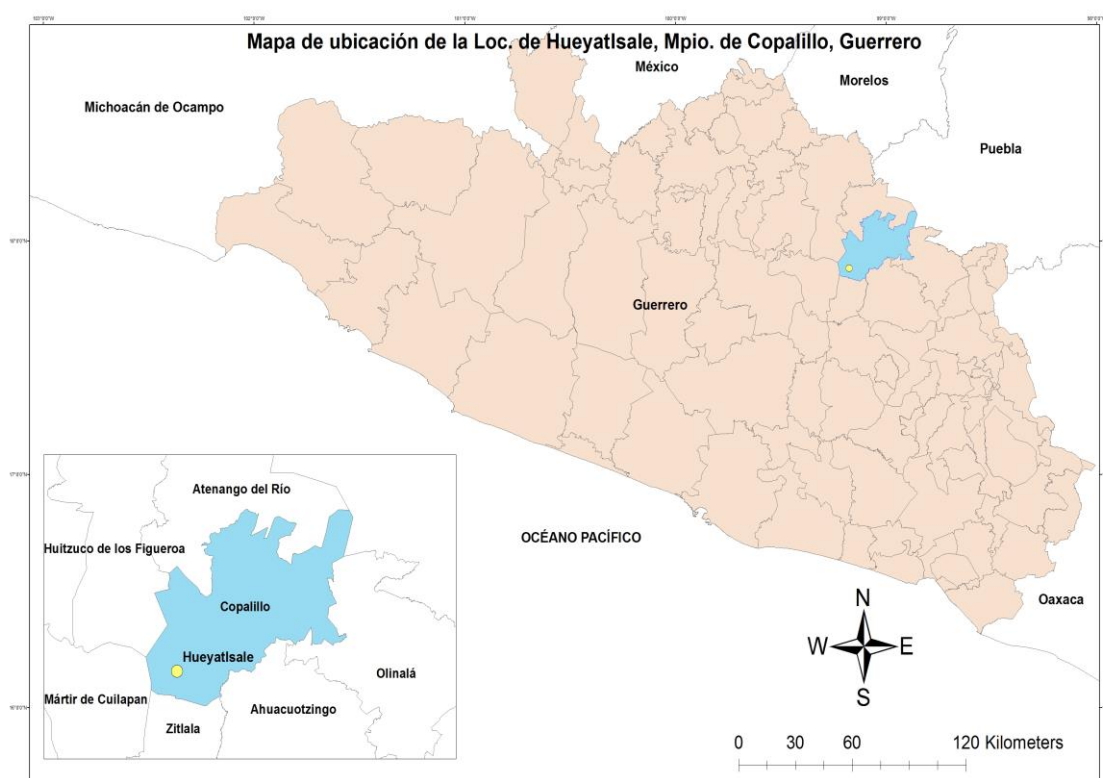 Mapa de ubicación de la Loc. de Hueyatlsale, Mpio. de Copalillo, Guerrero
México
Morelos
Michoacán de Ocampo
Puebla
Guerrero
OCÉANO PACÍFICO
Oaxaca
Atenango del Río
Huitzuco de los Figueroa
Copalillo
Hueyatlsale
Olinalá
Mártir de Cuilapan
Ahuacuotzingo
Zitlala
N
W
E
S
0 30 60 120 Kilometers